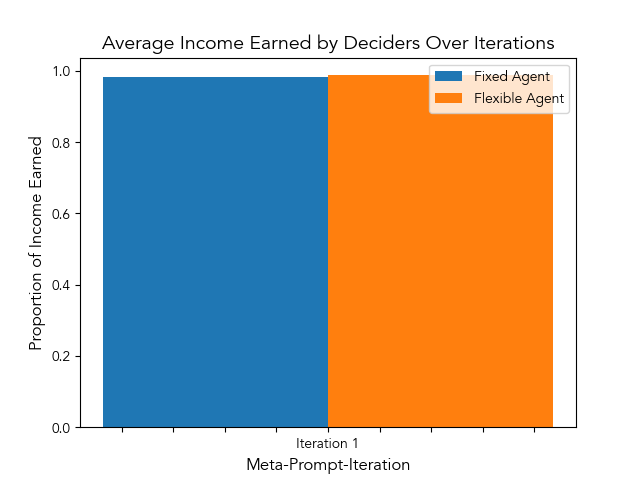 Average Income Earned by Deciders Over Iterations
Fixed Agent
Flexible Agent
Proportion of Income Earned
1.0
0.8
0.6
0.4
0.2
0.0
Iteration 1
Meta-Prompt-Iteration